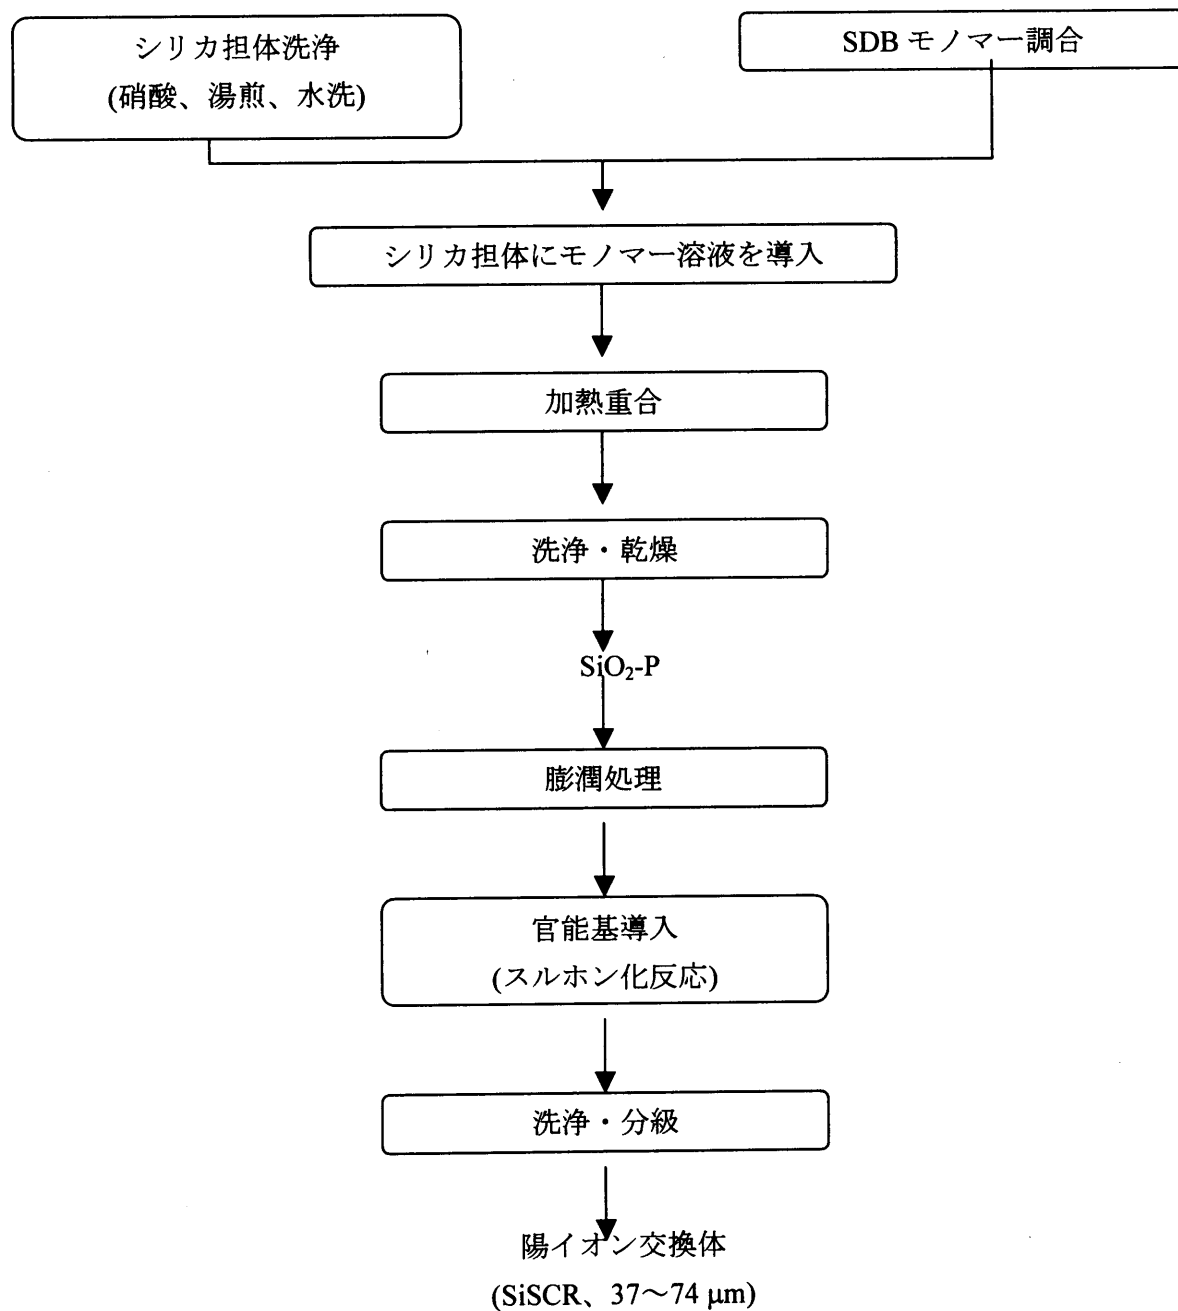 シリカ担体洗浄
(硝酸、湯煎、水洗)
SDB モノマー調合
シリカ担体にモノマー溶液を導入
加熱重合
洗浄・乾燥
SiO₂-P
膨潤処理
官能基導入
(スルホン化反応)
洗浄・分級
陽イオン交換体
(SiSCR、37～74 μm)